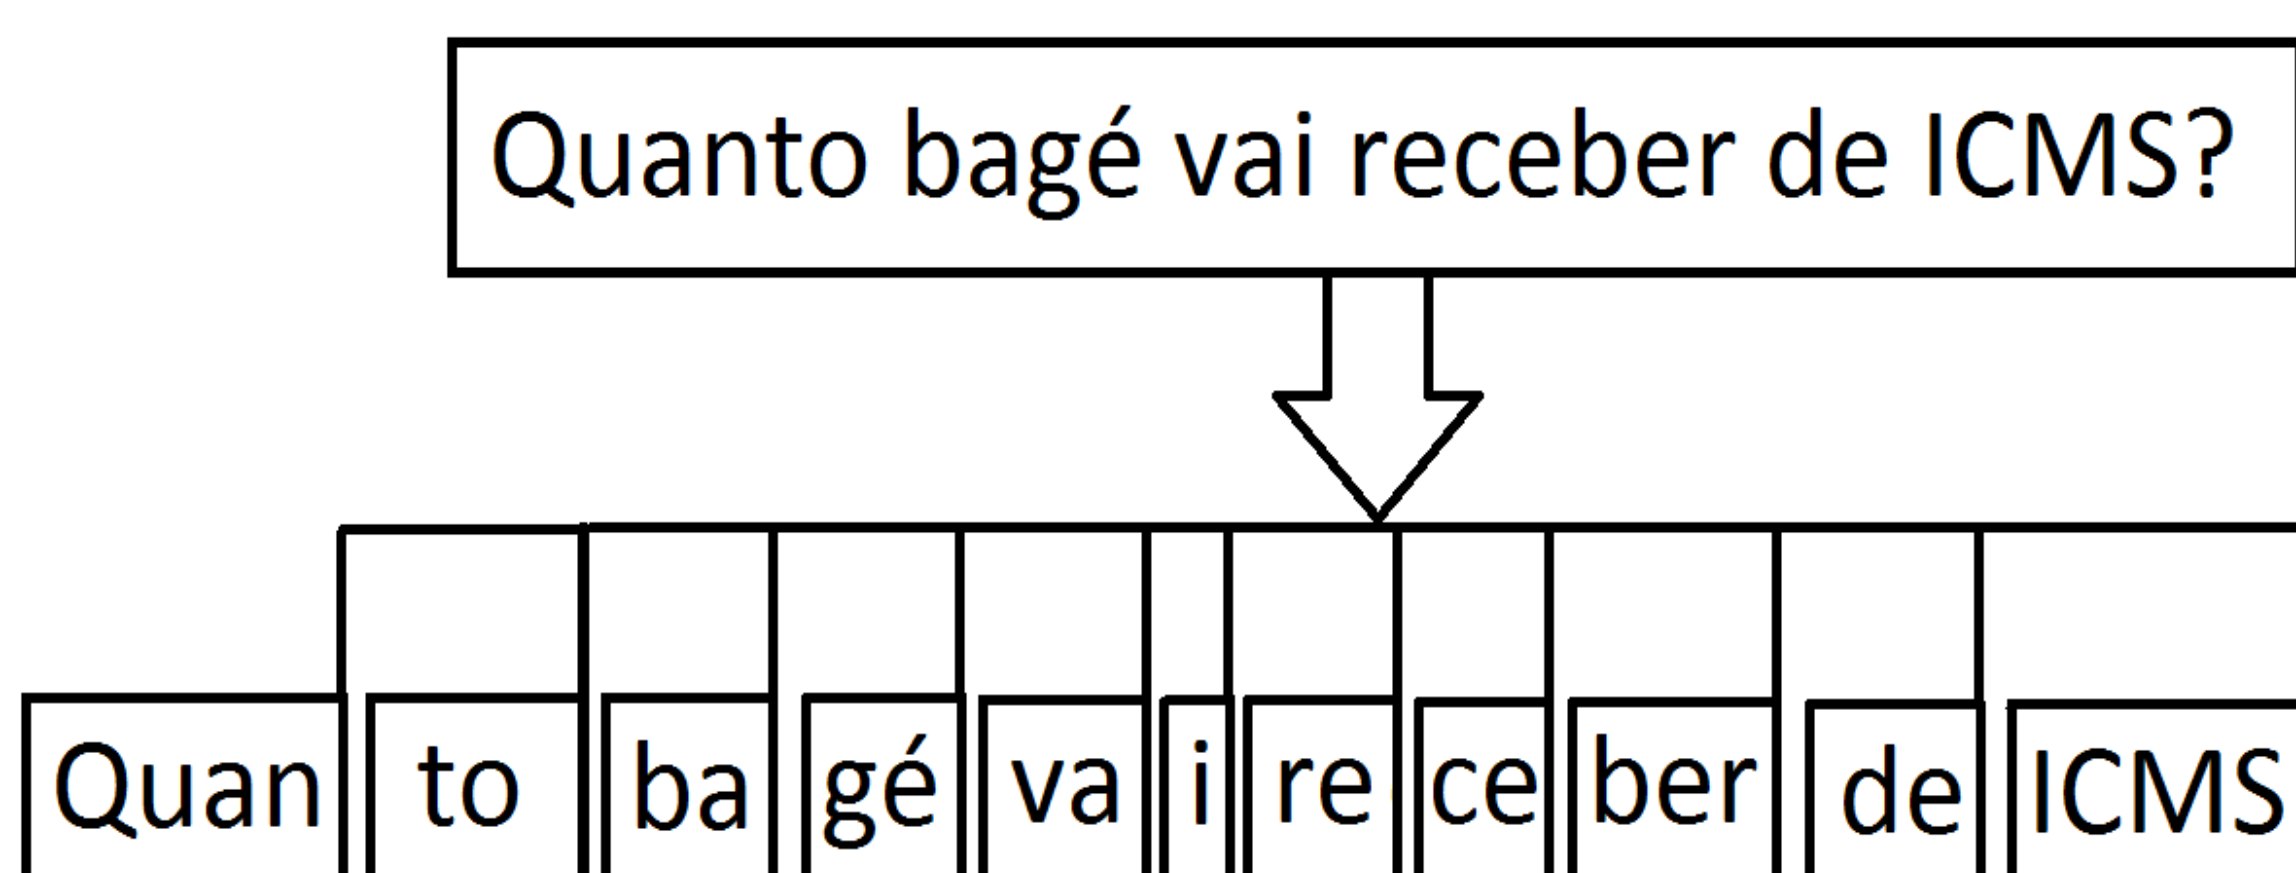 Quanto bagé vai receber de ICMS?
Quan to ba gé va i re ce ber de ICMS